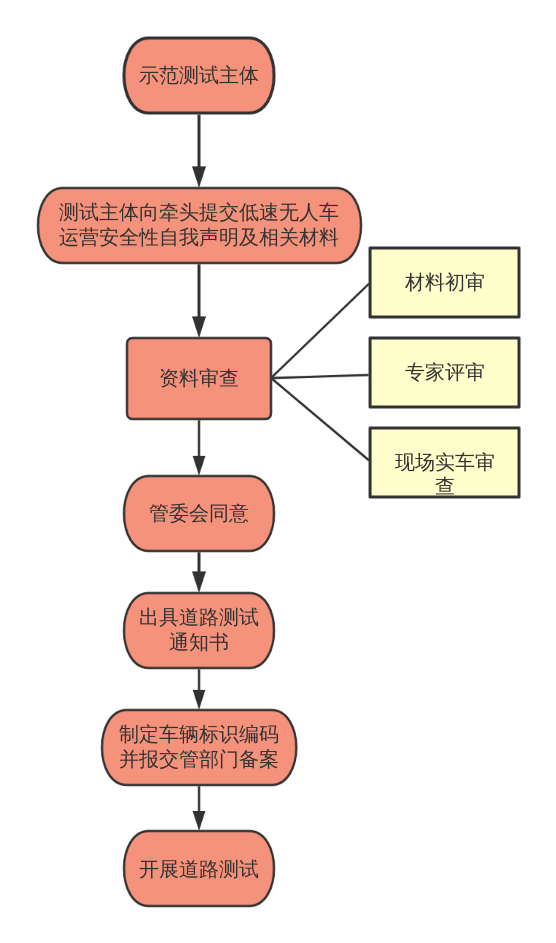 示范测试主体
测试主体向牵头提交低速无人车
运营安全性自我声明及相关材料
资料审查
材料初审
专家评审
现场实车审
查
管委会同意
出具道路测试
通知书
制定车辆标识编码
并报交管部门备案
开展道路测试